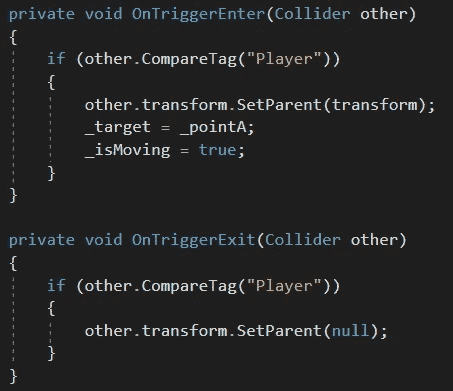 private void OnTriggerEnter(Collider other)
{
    if (other.CompareTag("Player"))
    {
        other.transform.SetParent(transform);
        _target = _pointA;
        _isMoving = true;
    }
}

private void OnTriggerExit(Collider other)
{
    if (other.CompareTag("Player"))
    {
        other.transform.SetParent(null);
    }
}